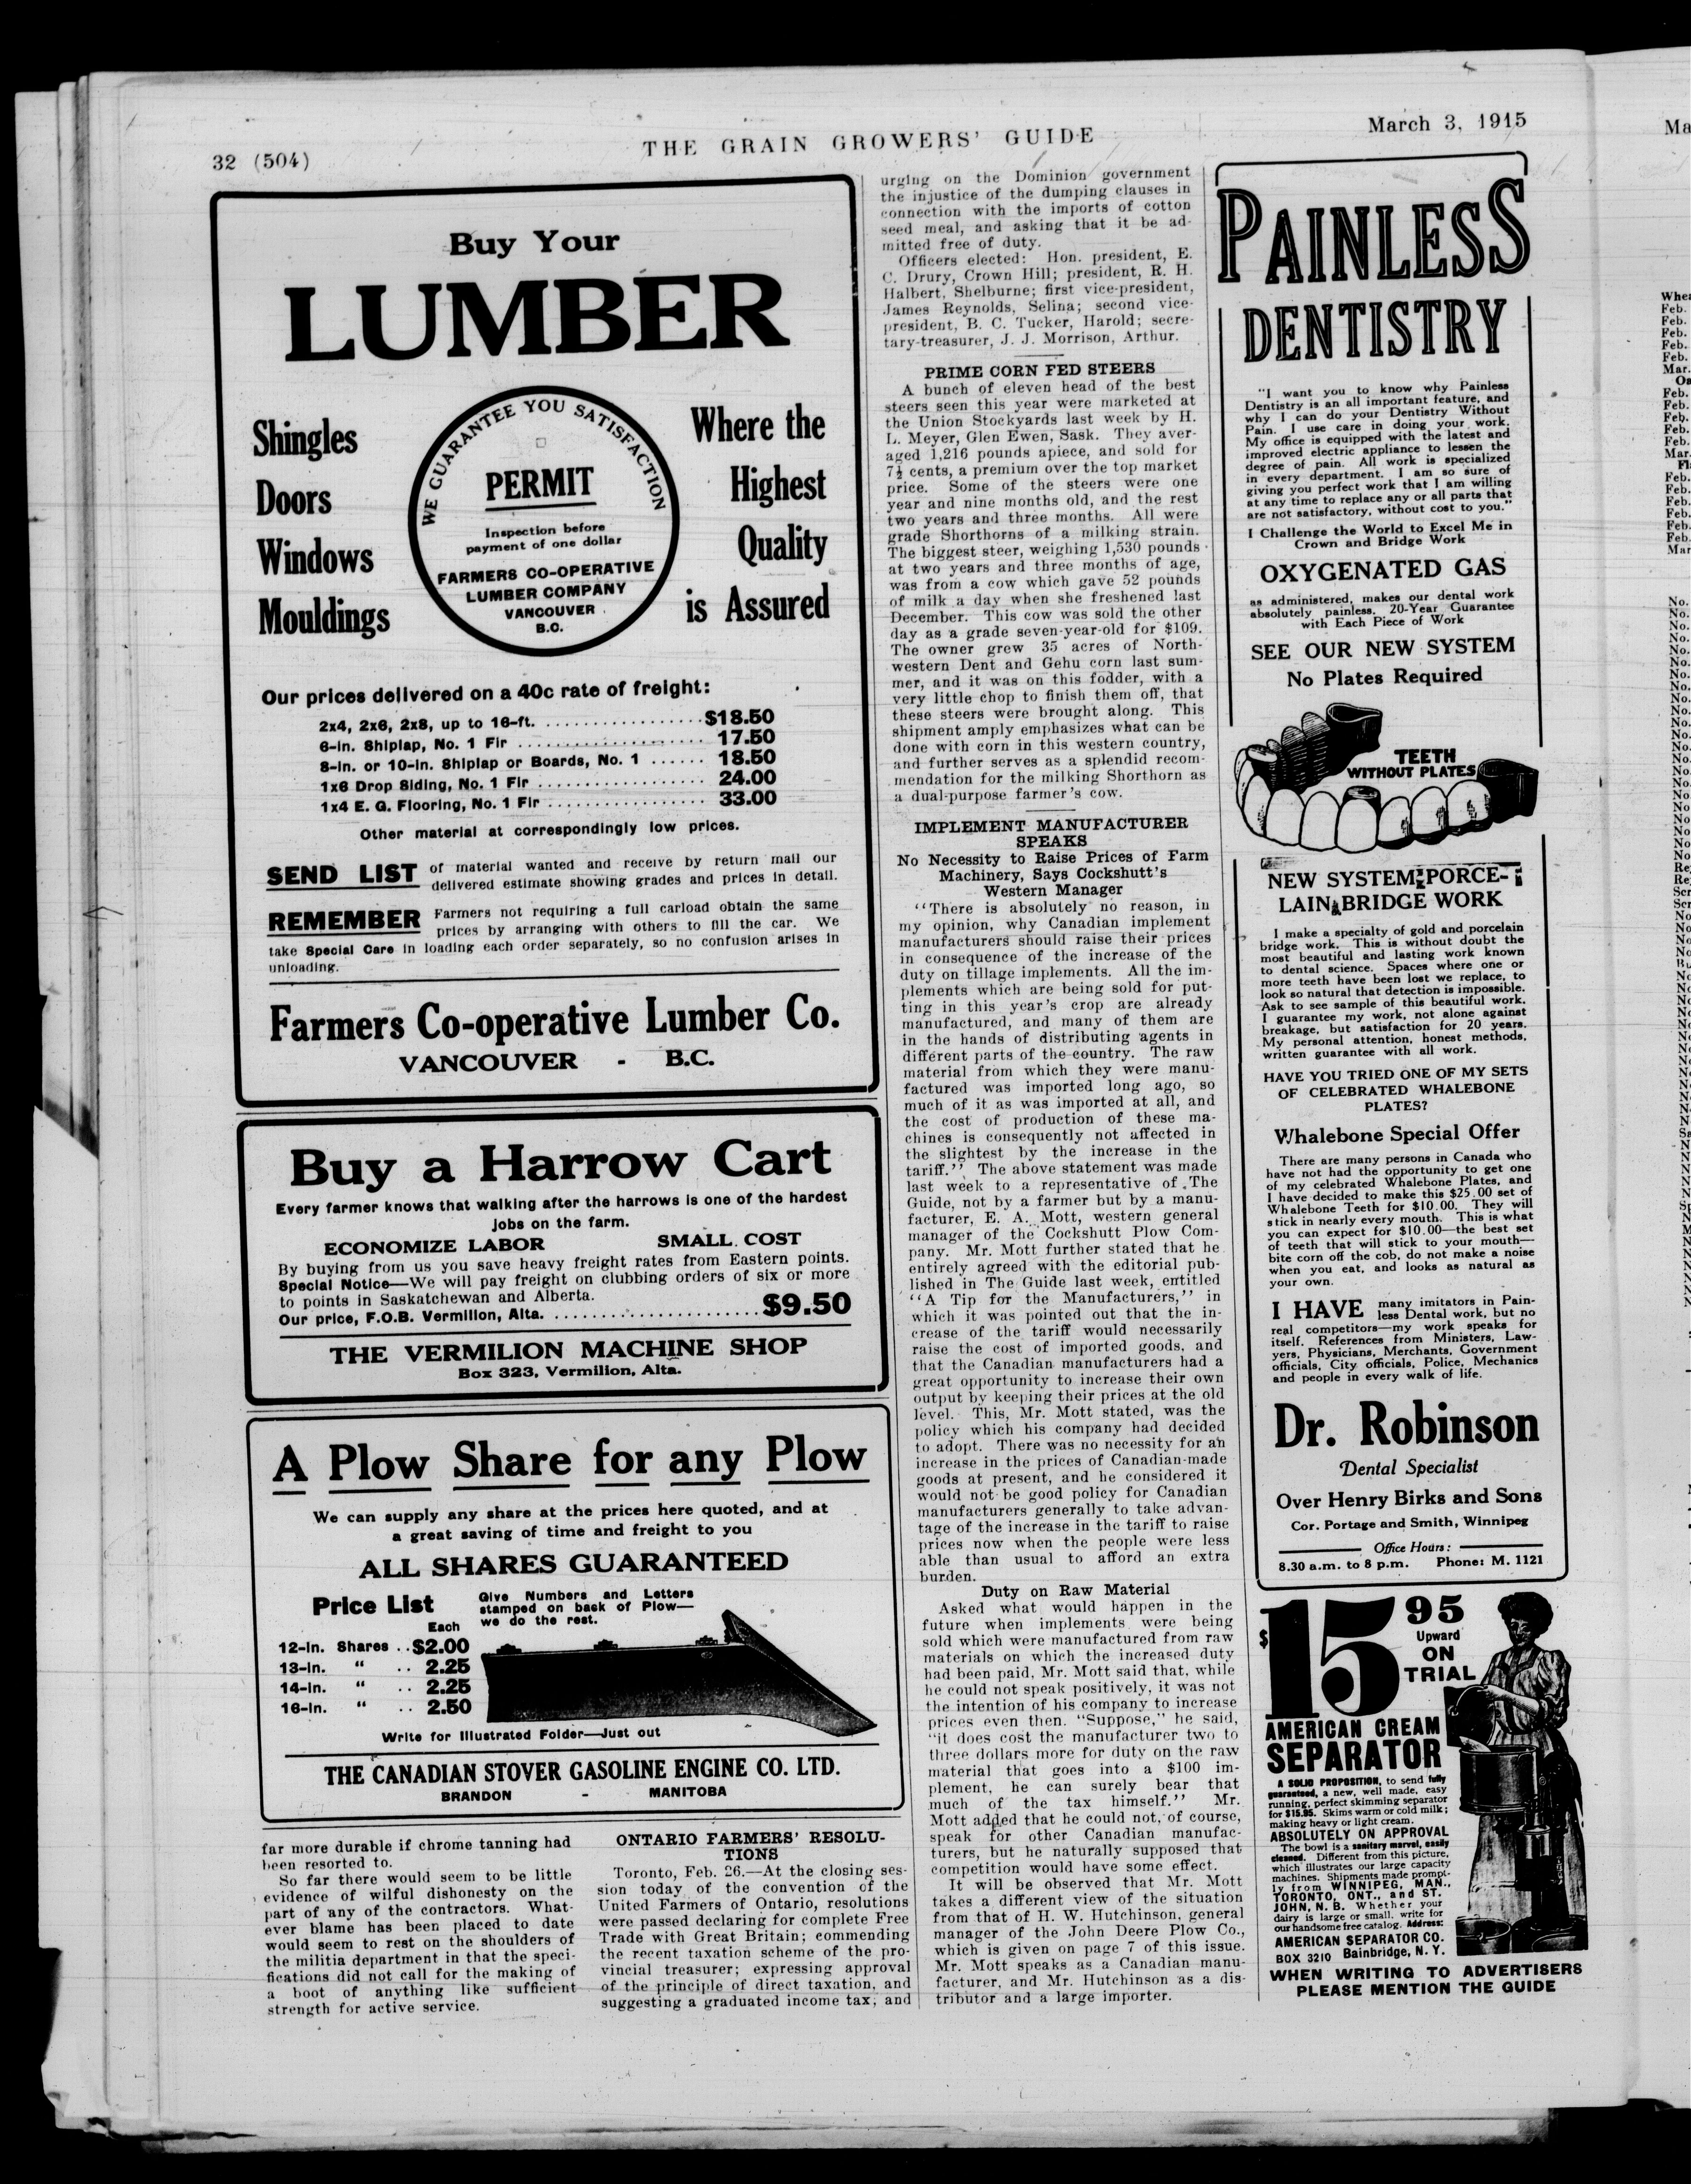 32 (504)
THE GRAIN GROWERS' GUIDE
March 3, 1915
Buy Your
LUMBER
Shingles
Doors
Windows
Mouldings
WE GUARANTEE YOU SATISFACTION
PERMIT
Inspection before
payment of one dollar
FARMERS CO-OPERATIVE
LUMBER COMPANY
VANCOUVER
B.C.
Where the
Highest
Quality
is Assured
Our prices delivered on a 40c rate of freight:
2x4, 2x6, 2x8, up to 16-ft. .................. $18.50
6-in. Shiplap, No. 1 Fir .................... 17.50
8-in. or 10-in. Shiplap or Boards, No. 1 ...... 18.50
1x6 Drop Siding, No. 1 Fir .................. 24.00
1x4 E. G. Flooring, No. 1 Fir ................. 33.00
Other material at correspondingly low prices.
SEND LIST of material wanted and receive by return mail our
delivered estimate showing grades and prices in detail.
REMEMBER Farmers not requiring a full carload obtain the same
prices by arranging with others to fill the car. We
take Special Care in loading each order separately, so no confusion arises in
unloading.
Farmers Co-operative Lumber Co.
VANCOUVER - B.C.
Buy a Harrow Cart
Every farmer knows that walking after the harrows is one of the hardest
jobs on the farm.
ECONOMIZE LABOR SMALL COST
By buying from us you save heavy freight rates from Eastern points.
Special Notice—We will pay freight on clubbing orders of six or more
to points in Saskatchewan and Alberta.
Our price, F.O.B. Vermilion, Alta. ...................... $9.50
THE VERMILION MACHINE SHOP
Box 323, Vermilion, Alta.
A Plow Share for any Plow
We can supply any share at the prices here quoted, and at
a great saving of time and freight to you
ALL SHARES GUARANTEED
Price List
Give Numbers and Letters
stamped on back of Plow—
we do the rest.
Each
12-in. Shares .. $2.00
13-in. " .. 2.25
14-in. " .. 2.25
16-in. " .. 2.50
Write for Illustrated Folder—Just out
THE CANADIAN STOVER GASOLINE ENGINE CO. LTD.
BRANDON - MANITOBA
far more durable if chrome tanning had
been resorted to.
So far there would seem to be little
evidence of wilful dishonesty on the
part of any of the contractors. What-
ever blame has been placed to date
would seem to rest on the shoulders of
the militia department in that the speci-
fications did not call for the making of
a boot of anything like sufficient
strength for active service.
ONTARIO FARMERS' RESOLU-
TIONS
Toronto, Feb. 26.—At the closing ses-
sion today of the convention of the
United Farmers of Ontario, resolutions
were passed declaring for complete Free
Trade with Great Britain; commending
the recent taxation scheme of the pro-
vincial treasurer; expressing approval
of the principle of direct taxation, and
suggesting a graduated income tax; and
urging on the Dominion government
the injustice of the dumping clauses in
connection with the imports of cotton
seed meal, and asking that it be ad-
mitted free of duty.
Officers elected: Hon. president, E.
C. Drury, Crown Hill; president, R. H.
Halbert, Shelburne; first vice-president,
James Reynolds, Selina; second vice-
president, B. C. Tucker, Harold; secre-
tary-treasurer, J. J. Morrison, Arthur.
PRIME CORN FED STEERS
A bunch of eleven head of the best
steers seen this year were marketed at
the Union Stockyards last week by H.
L. Meyer, Glen Ewen, Sask. They aver-
aged 1,216 pounds apiece, and sold for
7½ cents, a premium over the top market
price. Some of the steers were one
year and nine months old, and the rest
two years and three months. All were
grade Shorthorns of a milking strain.
The biggest steer, weighing 1,530 pounds
at two years and three months of age,
was from a cow which gave 52 pounds
of milk a day when she freshened last
December. This cow was sold the other
day as a grade seven-year-old for $109.
The owner grew 35 acres of North-
western Dent and Gehu corn last sum-
mer, and it was on this fodder, with a
very little chop to finish them off, that
these steers were brought along. This
shipment amply emphasizes what can be
done with corn in this western country,
and further serves as a splendid recom-
mendation for the milking Shorthorn as
a dual-purpose farmer's cow.
IMPLEMENT MANUFACTURER
SPEAKS
No Necessity to Raise Prices of Farm
Machinery, Says Cockshutt's
Western Manager
"There is absolutely no reason, in
my opinion, why Canadian implement
manufacturers should raise their prices
in consequence of the increase of the
duty on tillage implements. All the im-
plements which are being sold for put-
ting in this year's crop are already
manufactured, and many of them are
in the hands of distributing agents in
different parts of the country. The raw
material from which they were manu-
factured was imported long ago, so
much of it as was imported at all, and
the cost of production of these ma-
chines is consequently not affected in
the slightest by the increase in the
tariff." The above statement was made
last week to a representative of The
Guide, not by a farmer but by a manu-
facturer, E. A. Mott, western general
manager of the Cockshutt Plow Com-
pany. Mr. Mott further stated that he
entirely agreed with the editorial pub-
lished in The Guide last week, entitled
"A Tip for the Manufacturers," in
which it was pointed out that the in-
crease of the tariff would necessarily
raise the cost of imported goods, and
that the Canadian manufacturers had a
great opportunity to increase their own
output by keeping their prices at the old
level. This, Mr. Mott stated, was the
policy which his company had decided
to adopt. There was no necessity for an
increase in the prices of Canadian-made
goods at present, and he considered it
would not be good policy for Canadian
manufacturers generally to take advan-
tage of the increase in the tariff to raise
prices now when the people were less
able than usual to afford an extra
burden.
Duty on Raw Material
Asked what would happen in the
future when implements were being
sold which were manufactured from raw
materials on which the increased duty
had been paid, Mr. Mott said that, while
he could not speak positively, it was not
the intention of his company to increase
prices even then. "Suppose," he said,
"it does cost the manufacturer two to
three dollars more for duty on the raw
material that goes into a $100 im-
plement, he can surely bear that
much of the tax himself." Mr.
Mott added that he could not, of course,
speak for other Canadian manufac-
turers, but he naturally supposed that
competition would have some effect.
It will be observed that Mr. Mott
takes a different view of the situation
from that of H. W. Hutchinson, general
manager of the John Deere Plow Co.,
which is given on page 7 of this issue.
Mr. Mott speaks as a Canadian manu-
facturer, and Mr. Hutchinson as a dis-
tributor and a large importer.
PAINLESS
DENTISTRY
"I want you to know why Painless
Dentistry is an all important feature, and
why I can do your Dentistry Without
Pain. I use care in doing your work.
My office is equipped with the latest and
improved electric appliance to lessen the
degree of pain. All work is specialized
in every department. I am so sure of
giving you perfect work that I am willing
at any time to replace any or all parts that
are not satisfactory, without cost to you."
I Challenge the World to Excel Me in
Crown and Bridge Work
OXYGENATED GAS
as administered, makes our dental work
absolutely painless. 20-Year Guarantee
with Each Piece of Work
SEE OUR NEW SYSTEM
No Plates Required
TEETH
WITHOUT PLATES
NEW SYSTEM PORCE-
LAIN BRIDGE WORK
I make a specialty of gold and porcelain
bridge work. This is without doubt the
most beautiful and lasting work known
to dental science. Spaces where one or
more teeth have been lost we replace, to
look so natural that detection is impossible.
Ask to see sample of this beautiful work.
I guarantee my work, not alone against
breakage, but satisfaction for 20 years.
My personal attention, honest methods,
written guarantee with all work.
HAVE YOU TRIED ONE OF MY SETS
OF CELEBRATED WHALEBONE
PLATES?
Whalebone Special Offer
There are many persons in Canada who
have not had the opportunity to get one
of my celebrated Whalebone Plates, and
I have decided to make this $25.00 set of
Whalebone Teeth for $10.00. They will
stick in nearly every mouth. This is what
you can expect for $10.00—the best set
of teeth that will stick to your mouth—
bite corn off the cob, do not make a noise
when you eat, and looks as natural as
your own.
I HAVE many imitators in Pain-
less Dental work, but no
real competitors—my work speaks for
itself. References from Ministers, Law-
yers, Physicians, Merchants, Government
officials, City officials, Police, Mechanics
and people in every walk of life.
Dr. Robinson
Dental Specialist
Over Henry Birks and Sons
Cor. Portage and Smith, Winnipeg
Office Hours:
8.30 a.m. to 8 p.m. Phone: M. 1121
$15 95
Upward
ON
TRIAL
AMERICAN CREAM
SEPARATOR
A SOLID PROPOSITION, to send fully
guaranteed, a new, well made, easy
running, perfect skimming separator
for $15.95. Skims warm or cold milk;
making heavy or light cream.
ABSOLUTELY ON APPROVAL
The bowl is a sanitary marvel, easily
cleaned. Different from this picture,
which illustrates our large capacity
machines. Shipments made prompt-
ly from WINNIPEG, MAN.,
TORONTO, ONT., and ST.
JOHN, N. B. Whether your
dairy is large or small, write for
our handsome free catalog. Address:
AMERICAN SEPARATOR CO.
BOX 3210 Bainbridge, N. Y.
WHEN WRITING TO ADVERTISERS
PLEASE MENTION THE GUIDE